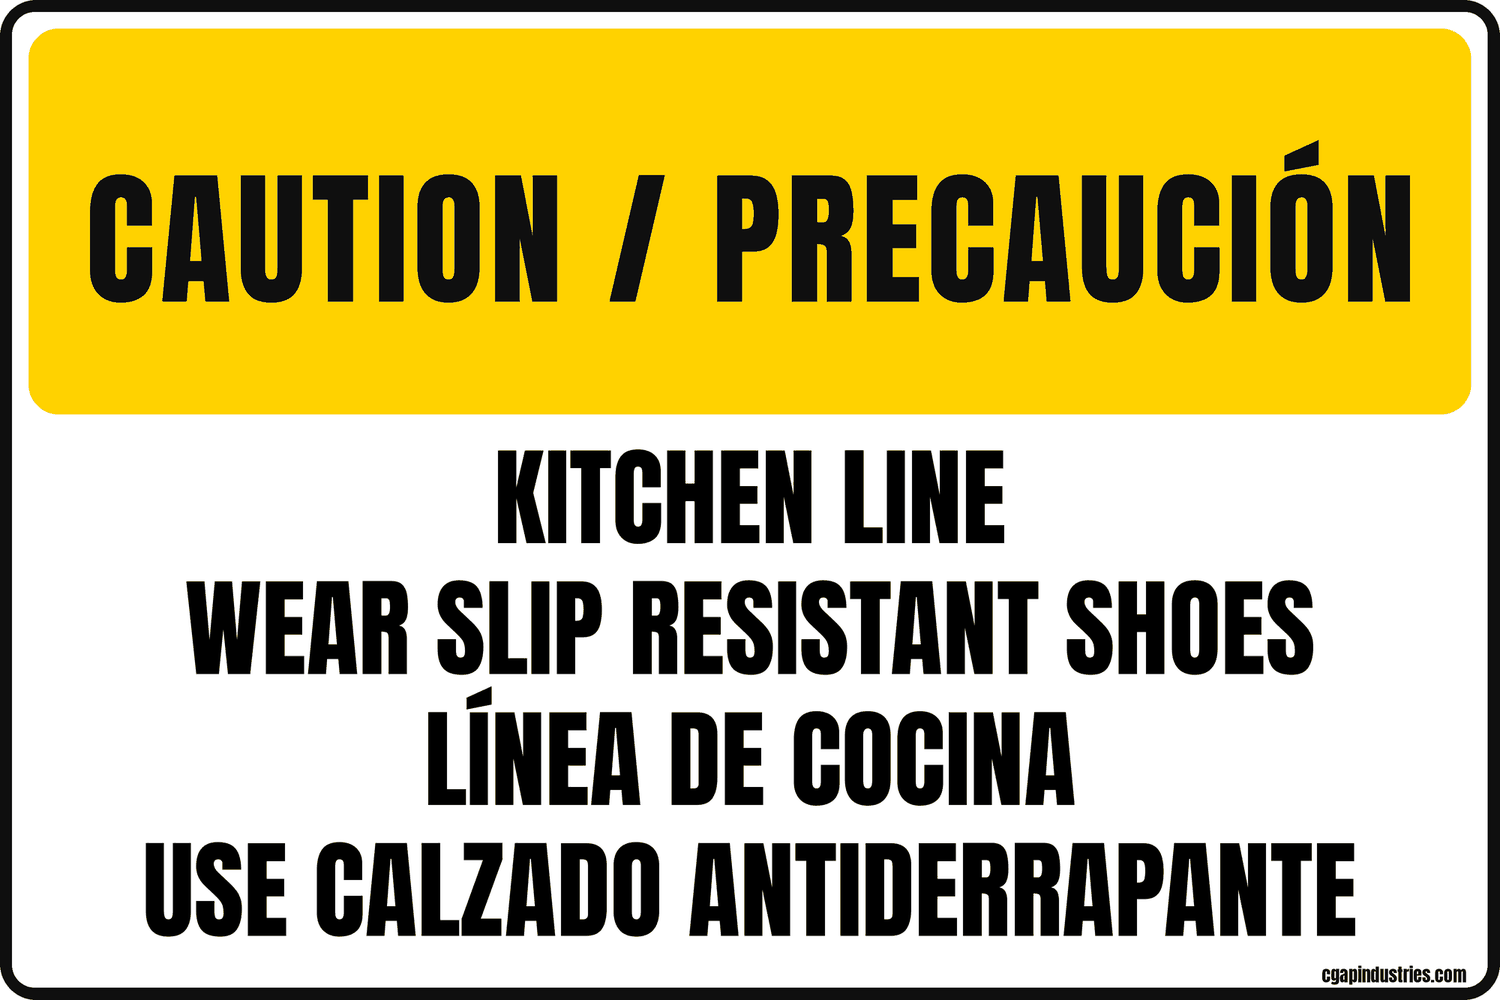 CAUTION / PRECAUCIÓN
KITCHEN LINE
WEAR SLIP RESISTANT SHOES
LÍNEA DE COCINA
USE CALZADO ANTIDERRAPANTE
cgapindustries.com